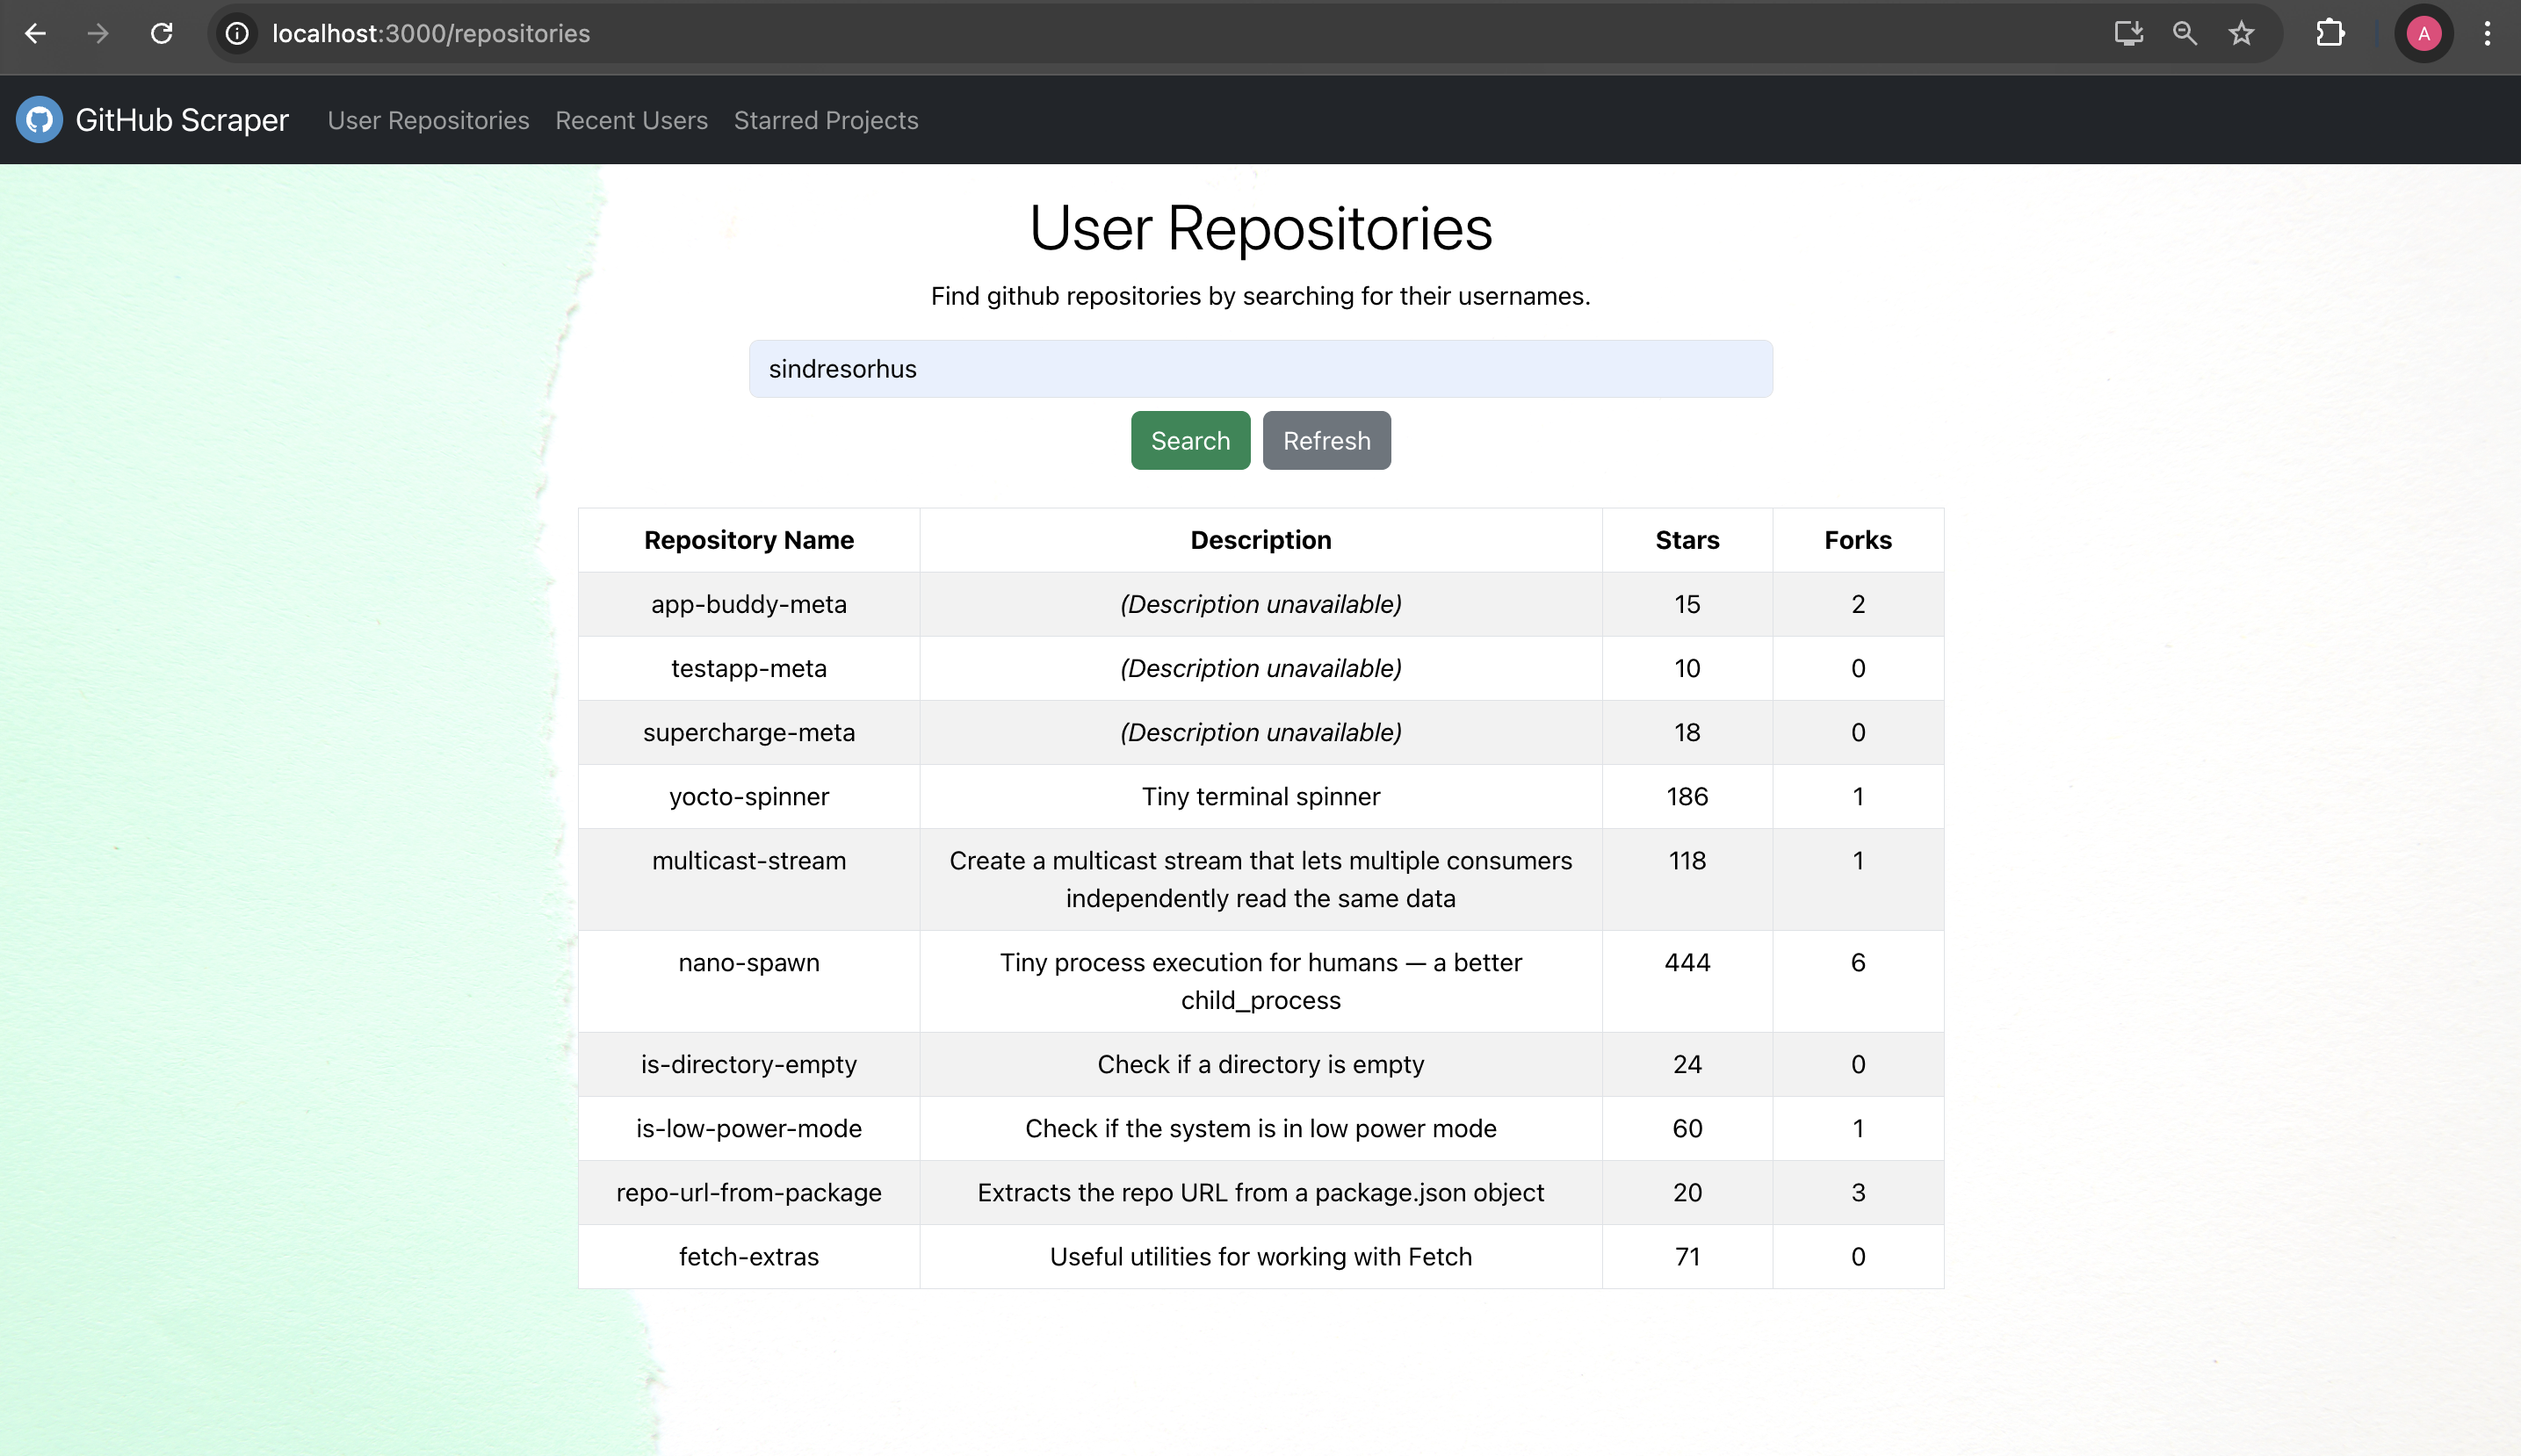 localhost:3000/repositories
A
GitHub Scraper User Repositories Recent Users Starred Projects
User Repositories
Find github repositories by searching for their usernames.
sindresorhus
Search Refresh
Repository Name Description Stars Forks
app-buddy-meta (Description unavailable) 15 2
testapp-meta (Description unavailable) 10 0
supercharge-meta (Description unavailable) 18 0
yocto-spinner Tiny terminal spinner 186 1
multicast-stream Create a multicast stream that lets multiple consumers 118 1
independently read the same data
nano-spawn Tiny process execution for humans — a better 444 6
child_process
is-directory-empty Check if a directory is empty 24 0
is-low-power-mode Check if the system is in low power mode 60 1
repo-url-from-package Extracts the repo URL from a package.json object 20 3
fetch-extras Useful utilities for working with Fetch 71 0